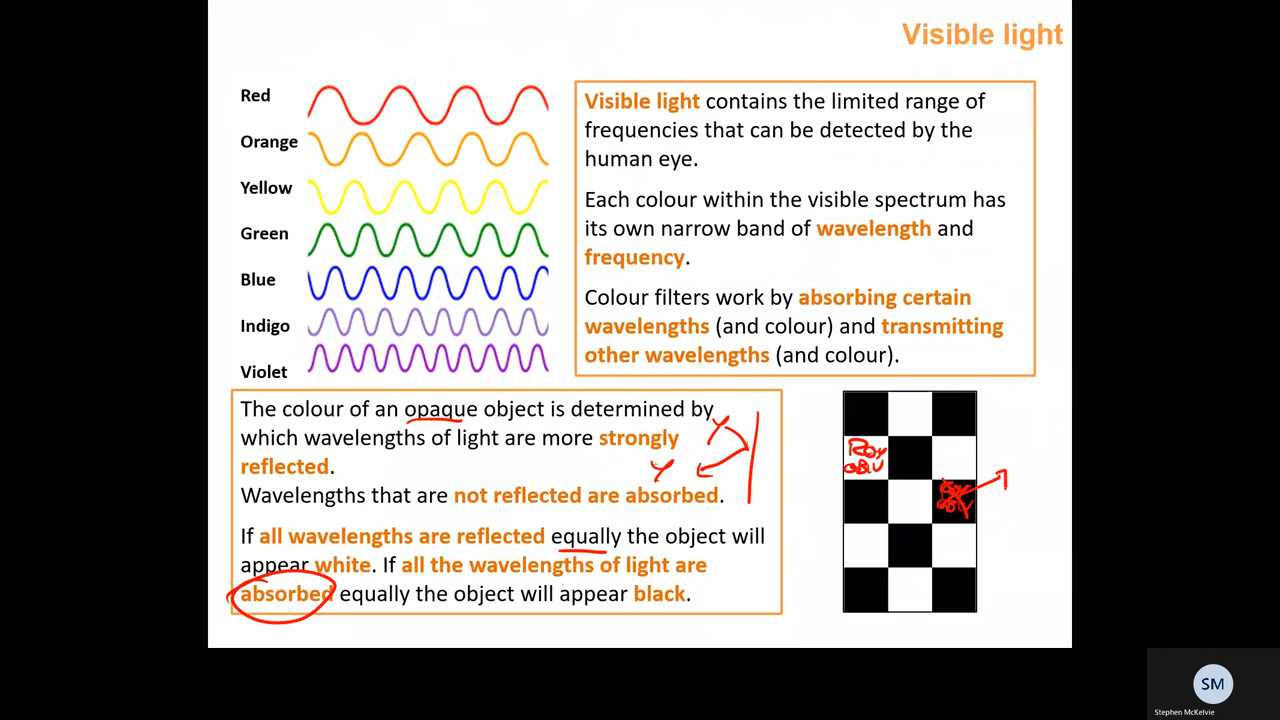 Visible light
Red
Orange
Yellow
Green
Blue
Indigo
Violet
Visible light contains the limited range of
frequencies that can be detected by the
human eye.
Each colour within the visible spectrum has
its own narrow band of wavelength and
frequency.
Colour filters work by absorbing certain
wavelengths (and colour) and transmitting
other wavelengths (and colour).
The colour of an opaque object is determined by
which wavelengths of light are more strongly
reflected.
Wavelengths that are not reflected are absorbed.
If all wavelengths are reflected equally the object will
appear white. If all the wavelengths of light are
absorbed equally the object will appear black.
Y
Y
SM
Stephen McKelvie